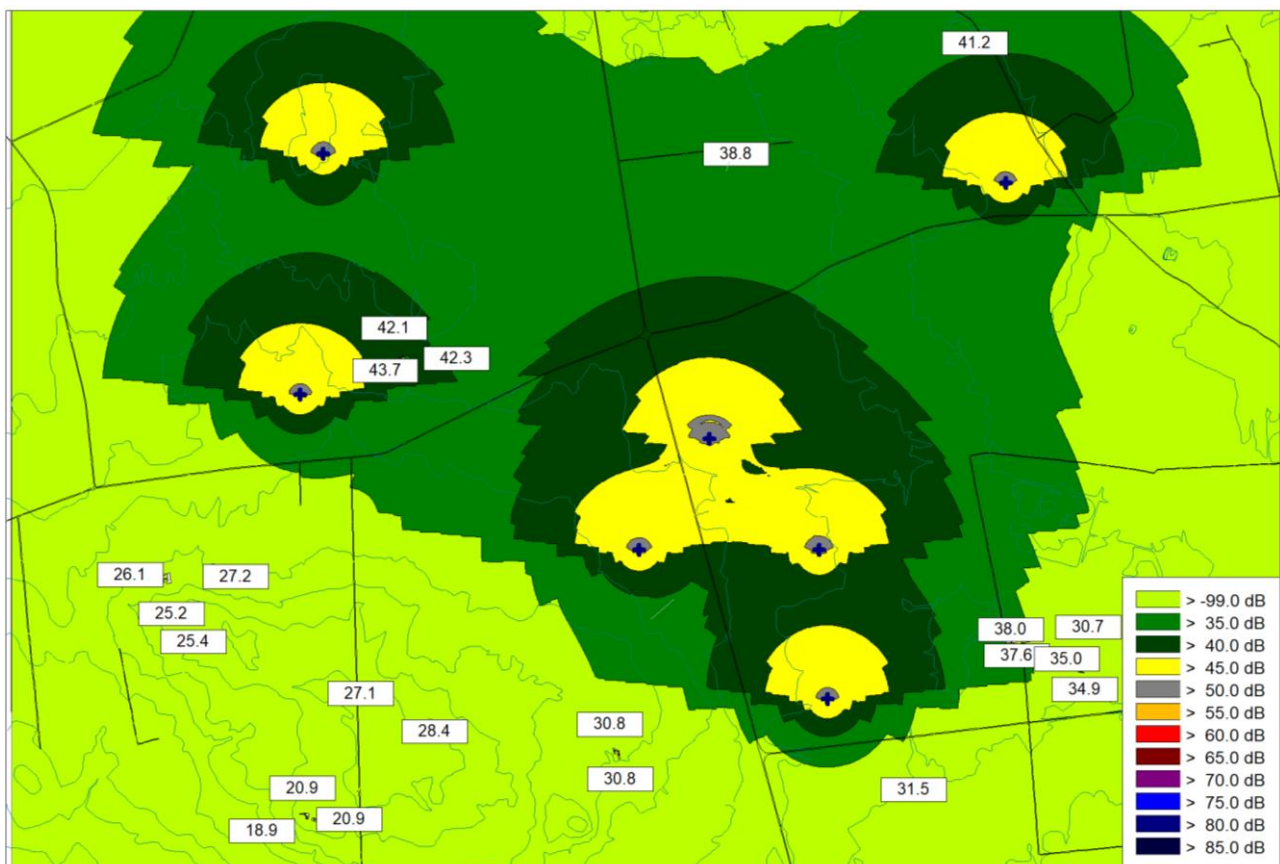 41.2
38.8
42.1
42.3
43.7
26.1
27.2
25.2
25.4
38.0
30.7
37.6
35.0
34.9
27.1
28.4
30.8
30.8
31.5
20.9
20.9
18.9
> -99.0 dB
> 35.0 dB
> 40.0 dB
> 45.0 dB
> 50.0 dB
> 55.0 dB
> 60.0 dB
> 65.0 dB
> 70.0 dB
> 75.0 dB
> 80.0 dB
> 85.0 dB